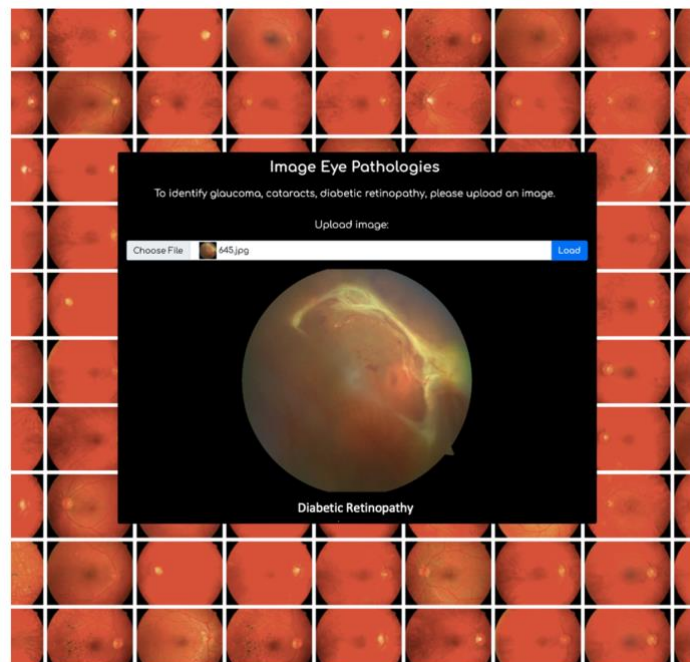 Image Eye Pathologies
To identify glaucoma, cataracts, diabetic retinopathy, please upload an image.
Upload image:
Choose File 645.jpg Load
Diabetic Retinopathy